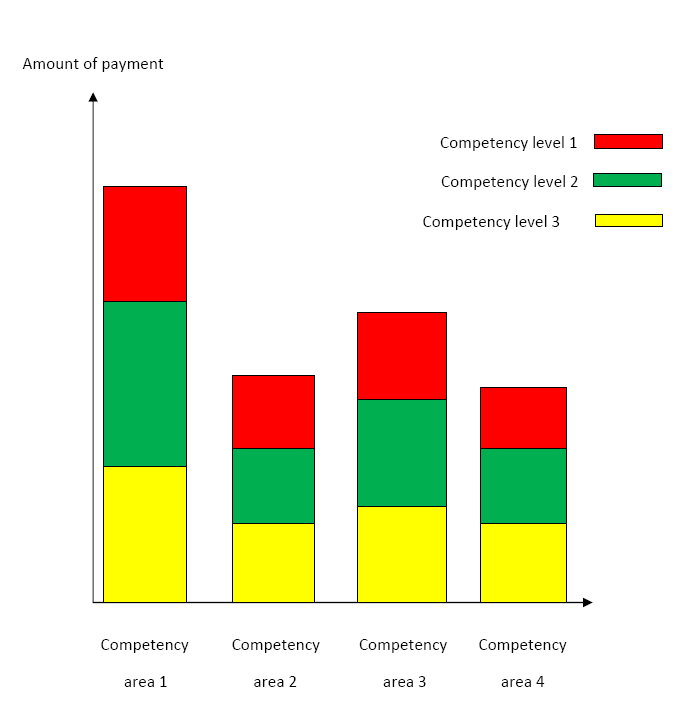 Amount of payment
Competency level 1
Competency level 2
Competency level 3
Competency
area 1
Competency
area 2
Competency
area 3
Competency
area 4